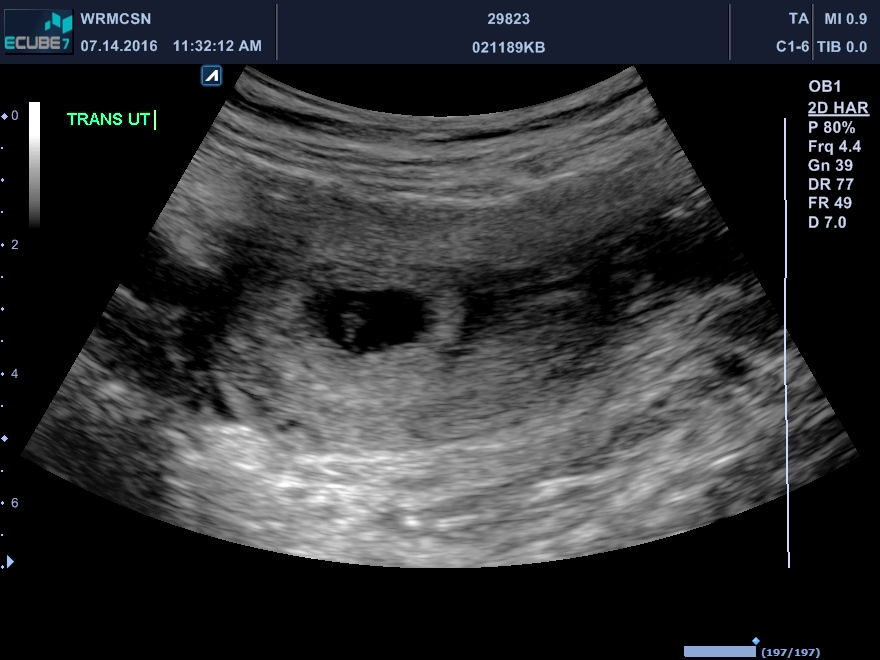 ECUBE 7
WRMCSN
07.14.2016 11:32:12 AM
29823
021189KB
TA
C1-6
MI 0.9
TIB 0.0
TRANS UT
OB1
2D HAR
P 80%
Frq 4.4
Gn 39
DR 77
FR 49
D 7.0
0
2
4
6
(197/197)